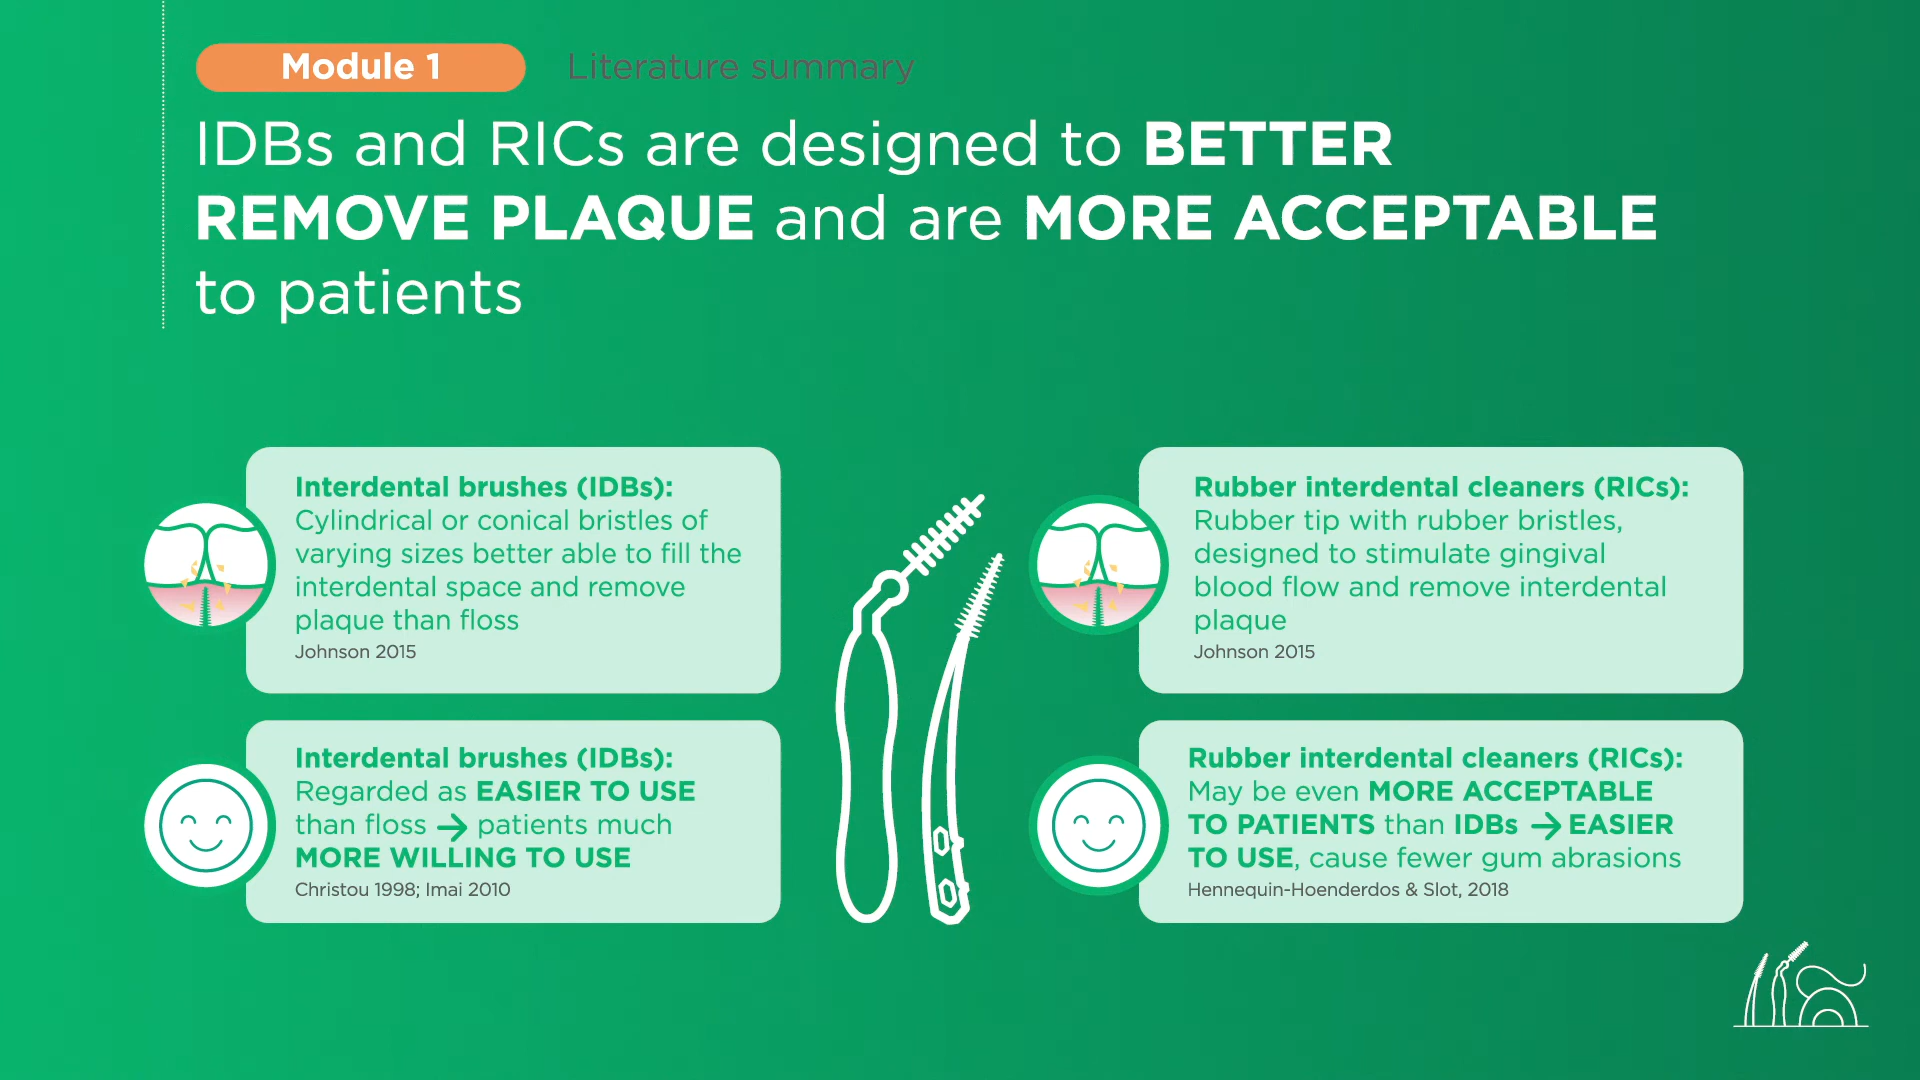 Module 1
Literature summary
IDBs and RICs are designed to BETTER
REMOVE PLAQUE and are MORE ACCEPTABLE
to patients
Interdental brushes (IDBs):
Cylindrical or conical bristles of
varying sizes better able to fill the
interdental space and remove
plaque than floss
Johnson 2015
Rubber interdental cleaners (RICs):
Rubber tip with rubber bristles,
designed to stimulate gingival
blood flow and remove interdental
plaque
Johnson 2015
Interdental brushes (IDBs):
Regarded as EASIER TO USE
than floss → patients much
MORE WILLING TO USE
Christou 1998; Imai 2010
Rubber interdental cleaners (RICs):
May be even MORE ACCEPTABLE
TO PATIENTS than IDBs → EASIER
TO USE, cause fewer gum abrasions
Hennequin-Hoenderdos & Slot, 2018